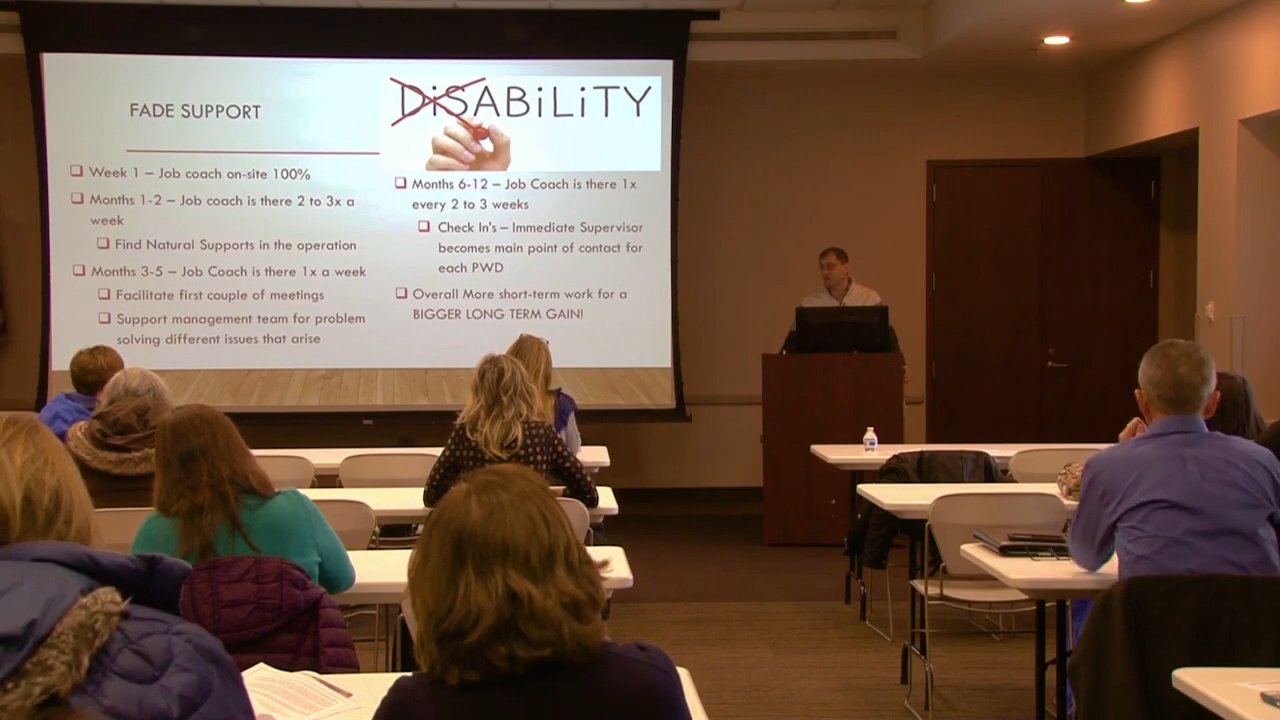 FADE SUPPORT
❑ Week 1 – Job coach on-site 100%
❑ Months 1-2 – Job coach is there 2 to 3x a
week
❑ Find Natural Supports in the operation
❑ Months 3-5 – Job Coach is there 1x a week
❑ Facilitate first couple of meetings
❑ Support management team for problem
solving different issues that arise
DiSABiLiTY
❑ Months 6-12 – Job Coach is there 1x
every 2 to 3 weeks
❑ Check In's – Immediate Supervisor
becomes main point of contact for
each PWD
❑ Overall More short-term work for a
BIGGER LONG TERM GAIN!